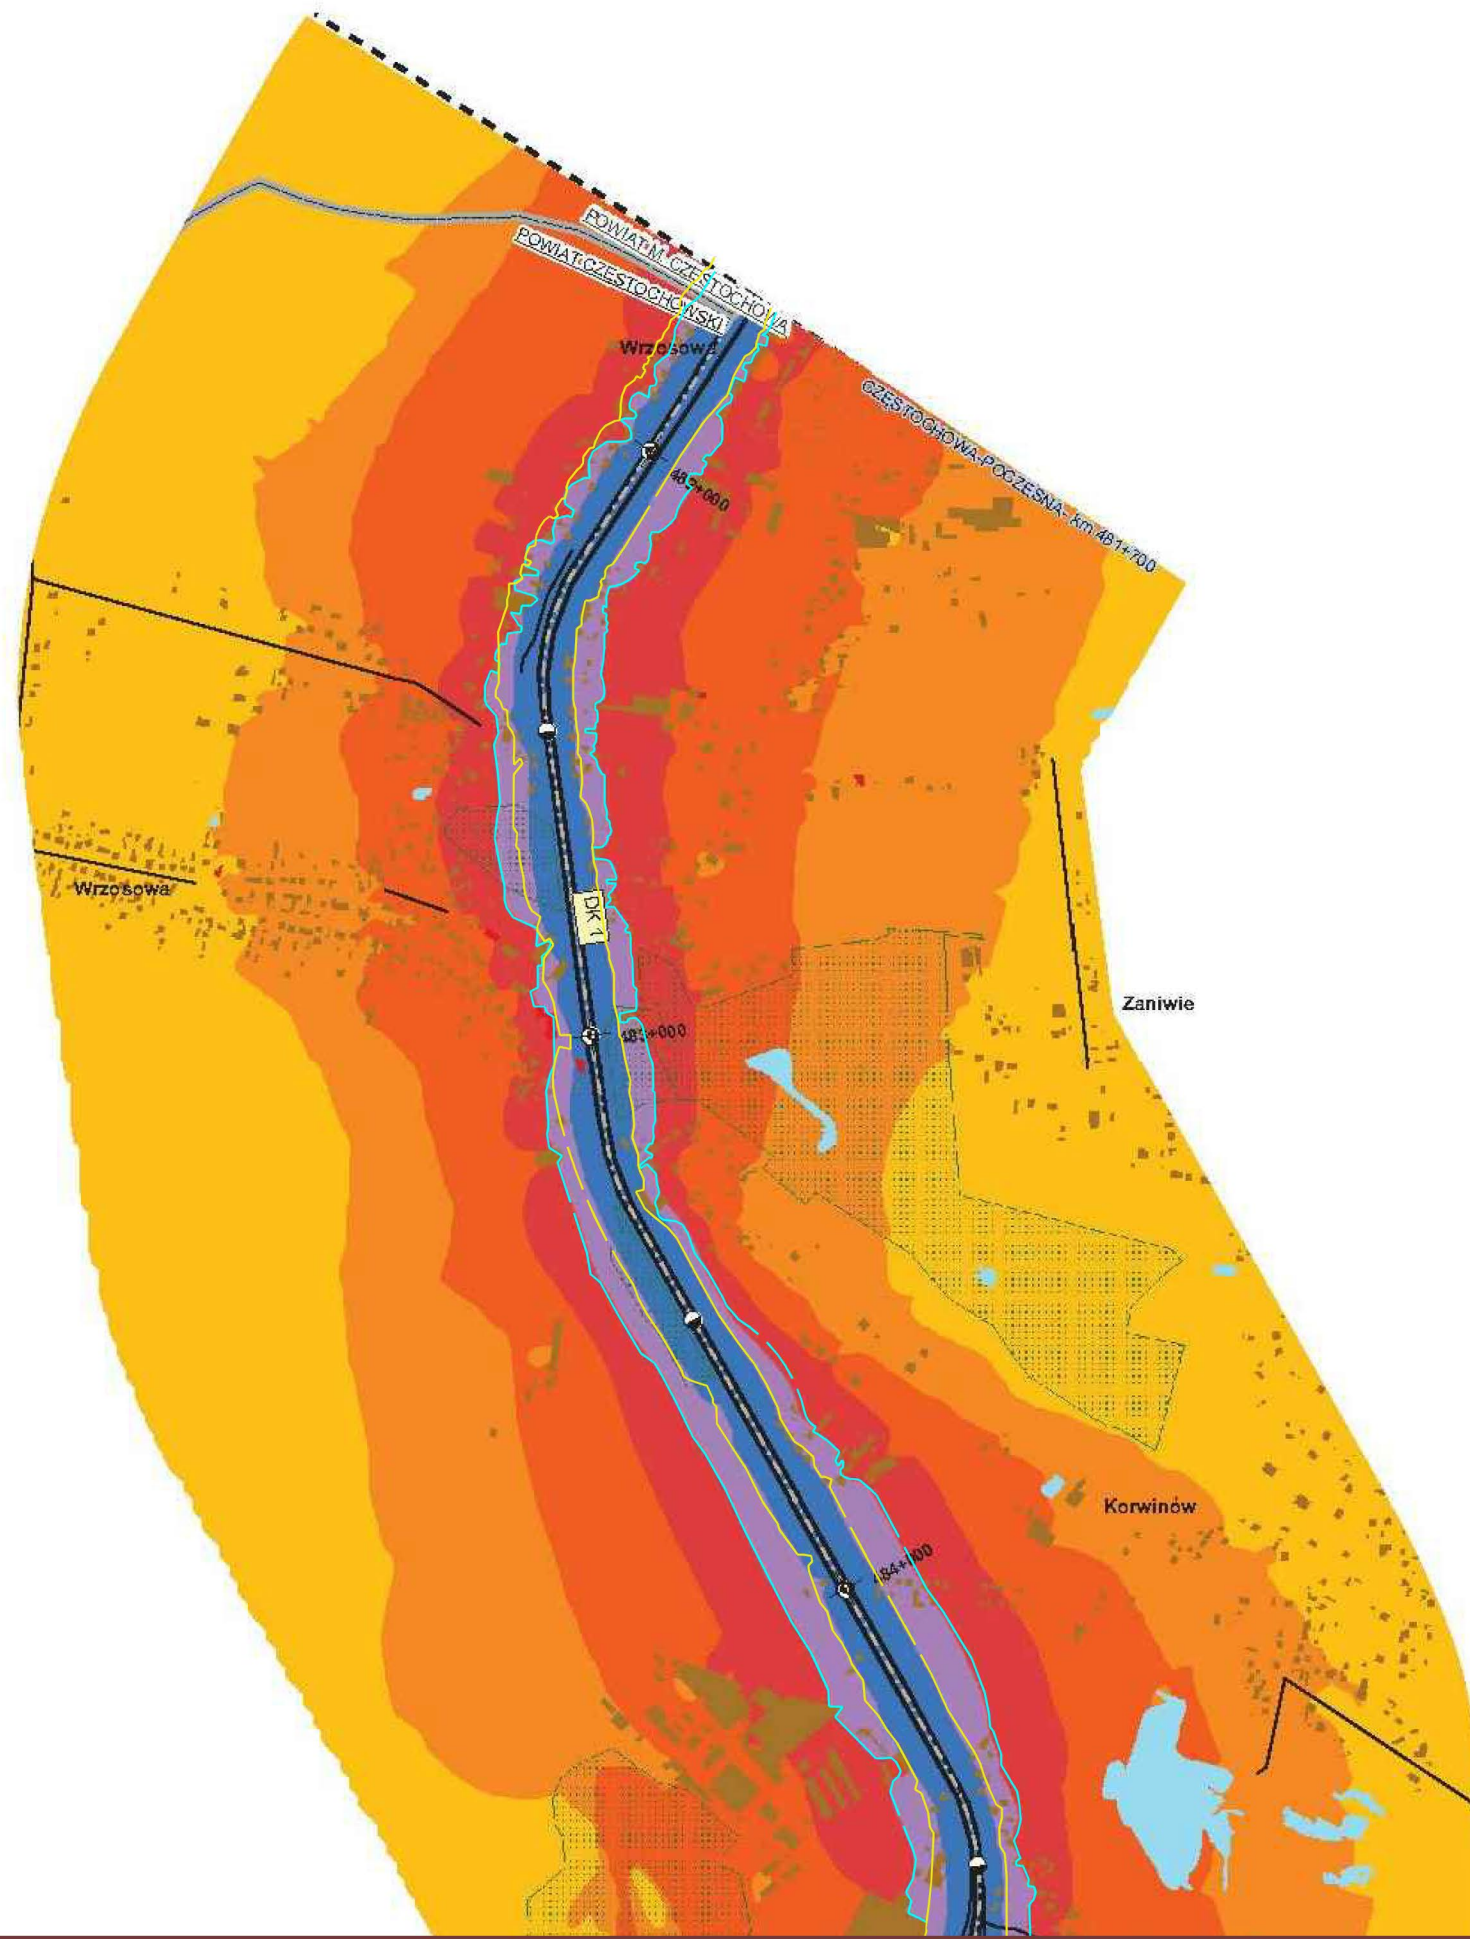 POWIAT M. CZĘSTOCHOWA
POWIAT CZĘSTOCHOWSKI
Wrzosowa
CZĘSTOCHOWA-POCZESNA- km 481+700
482+000
Wrzosowa
DK 1
Zaniwie
483+000
Korwinów
484+000